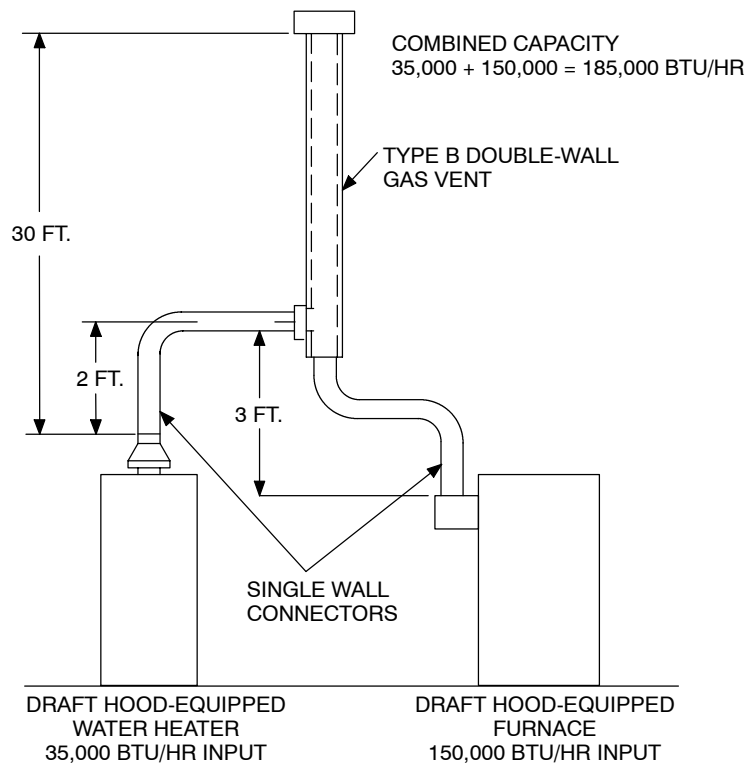 COMBINED CAPACITY
35,000 + 150,000 = 185,000 BTU/HR
TYPE B DOUBLE-WALL
GAS VENT
30 FT.
2 FT.
3 FT.
SINGLE WALL
CONNECTORS
DRAFT HOOD-EQUIPPED
WATER HEATER
35,000 BTU/HR INPUT
DRAFT HOOD-EQUIPPED
FURNACE
150,000 BTU/HR INPUT